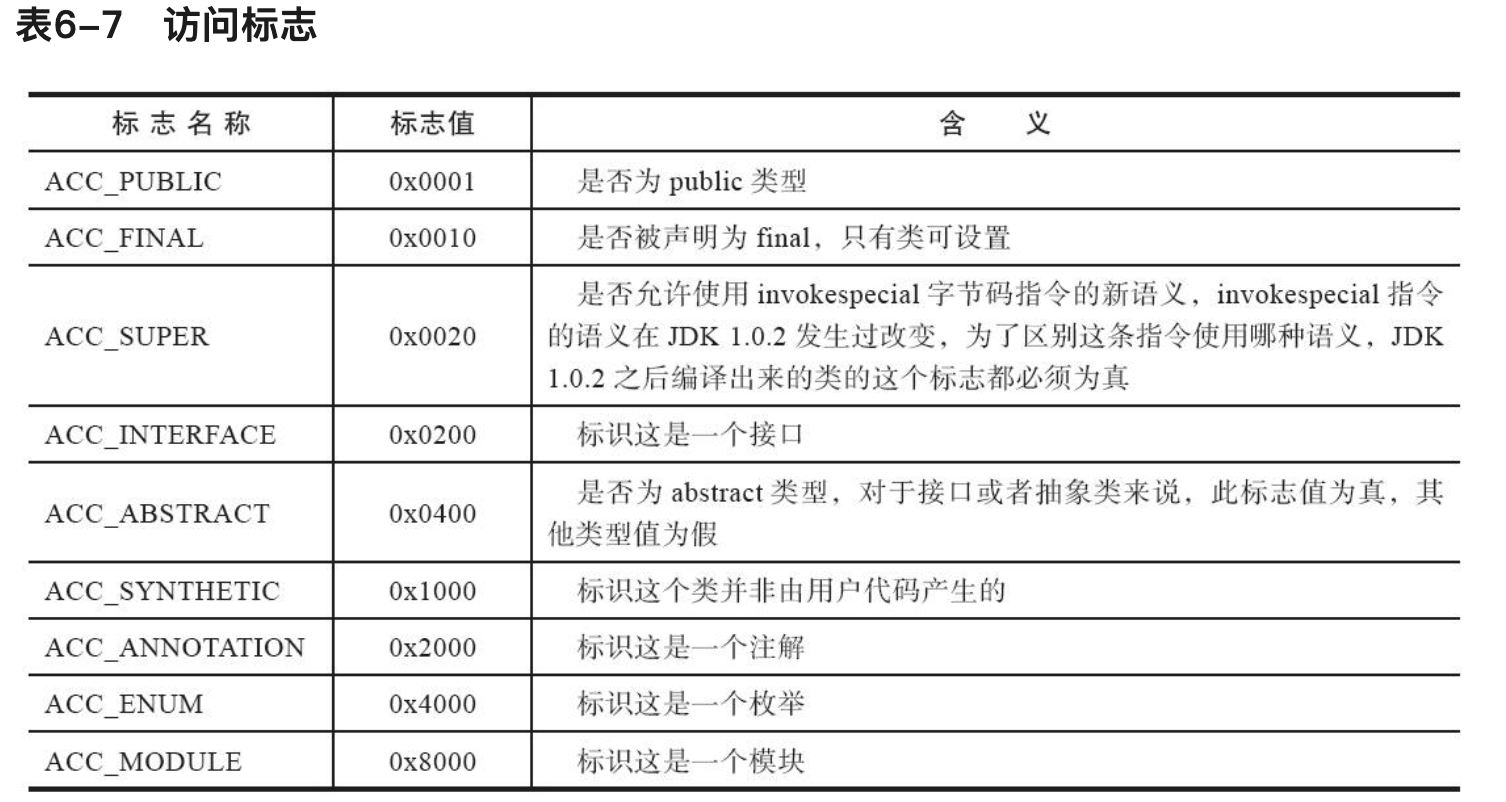 表6-7 访问标志
标志名称 标志值 含 义
ACC_PUBLIC 0x0001 是否为 public 类型
ACC_FINAL 0x0010 是否被声明为 final，只有类可设置
是否允许使用 invokespecial 字节码指令的新语义，invokespecial 指令
ACC_SUPER 0x0020 的语义在 JDK 1.0.2 发生过改变，为了区别这条指令使用哪种语义，JDK
1.0.2 之后编译出来的类的这个标志都必须为真
ACC_INTERFACE 0x0200 标识这是一个接口
ACC_ABSTRACT 0x0400 是否为 abstract 类型，对于接口或者抽象类来说，此标志值为真，其
他类型值为假
ACC_SYNTHETIC 0x1000 标识这个类并非由用户代码产生的
ACC_ANNOTATION 0x2000 标识这是一个注解
ACC_ENUM 0x4000 标识这是一个枚举
ACC_MODULE 0x8000 标识这是一个模块